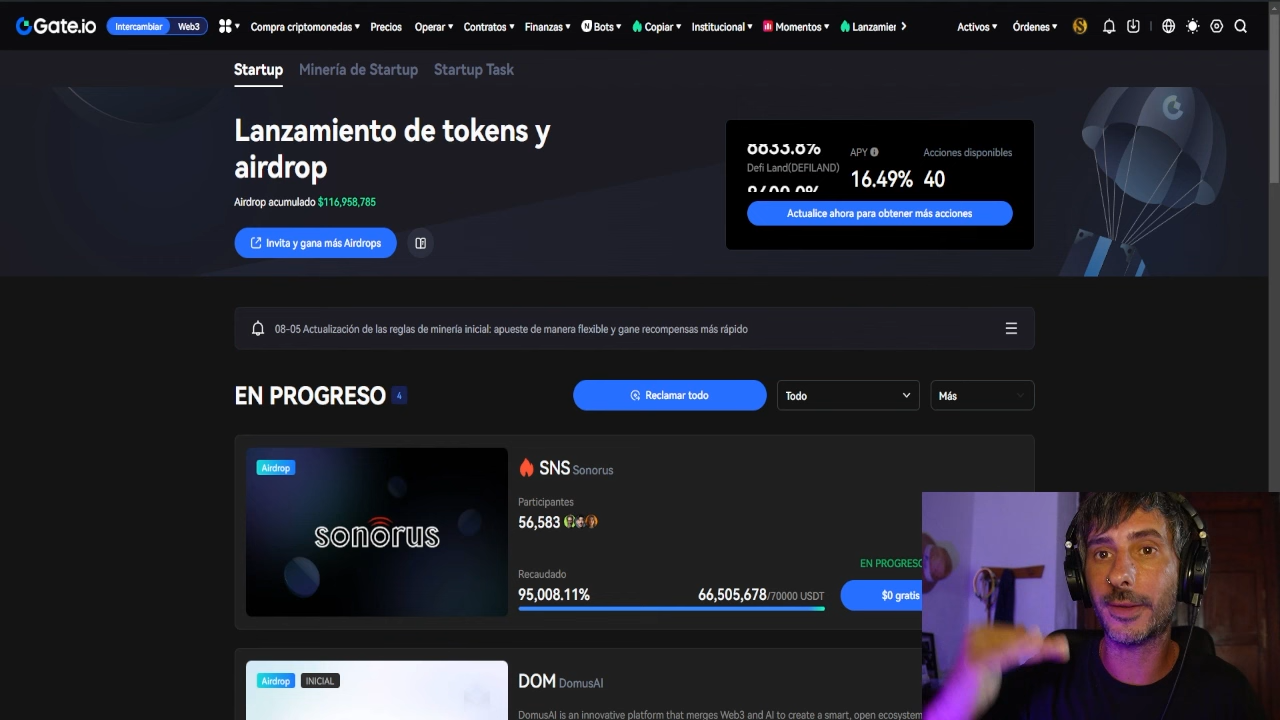 Gate.io
Intercambiar Web3
Compra criptomonedas Precios Operar Contratos Finanzas Bots Copiar Institucional Momentos Lanzamier
Activos Órdenes
Startup Minería de Startup Startup Task
Lanzamiento de tokens y
airdrop
Airdrop acumulado $116,958,785
Invita y gana más Airdrops
8833.8%
Defi Land(DEFILAND)
APY
16.49%
Acciones disponibles
40
Actualice ahora para obtener más acciones
08-05 Actualización de las reglas de minería inicial: apueste de manera flexible y gane recompensas más rápido
EN PROGRESO 4
Reclamar todo
Todo
Más
Airdrop
sonorus
SNS Sonorus
Participantes
56,583
Recaudado
95,008.11%
66,505,678/70000 USDT
EN PROGRESO
$0 gratis
Airdrop INICIAL
DOM DomusAI
DomusAI is an innovative platform that merges Web3 and AI to create a smart, open ecosystem